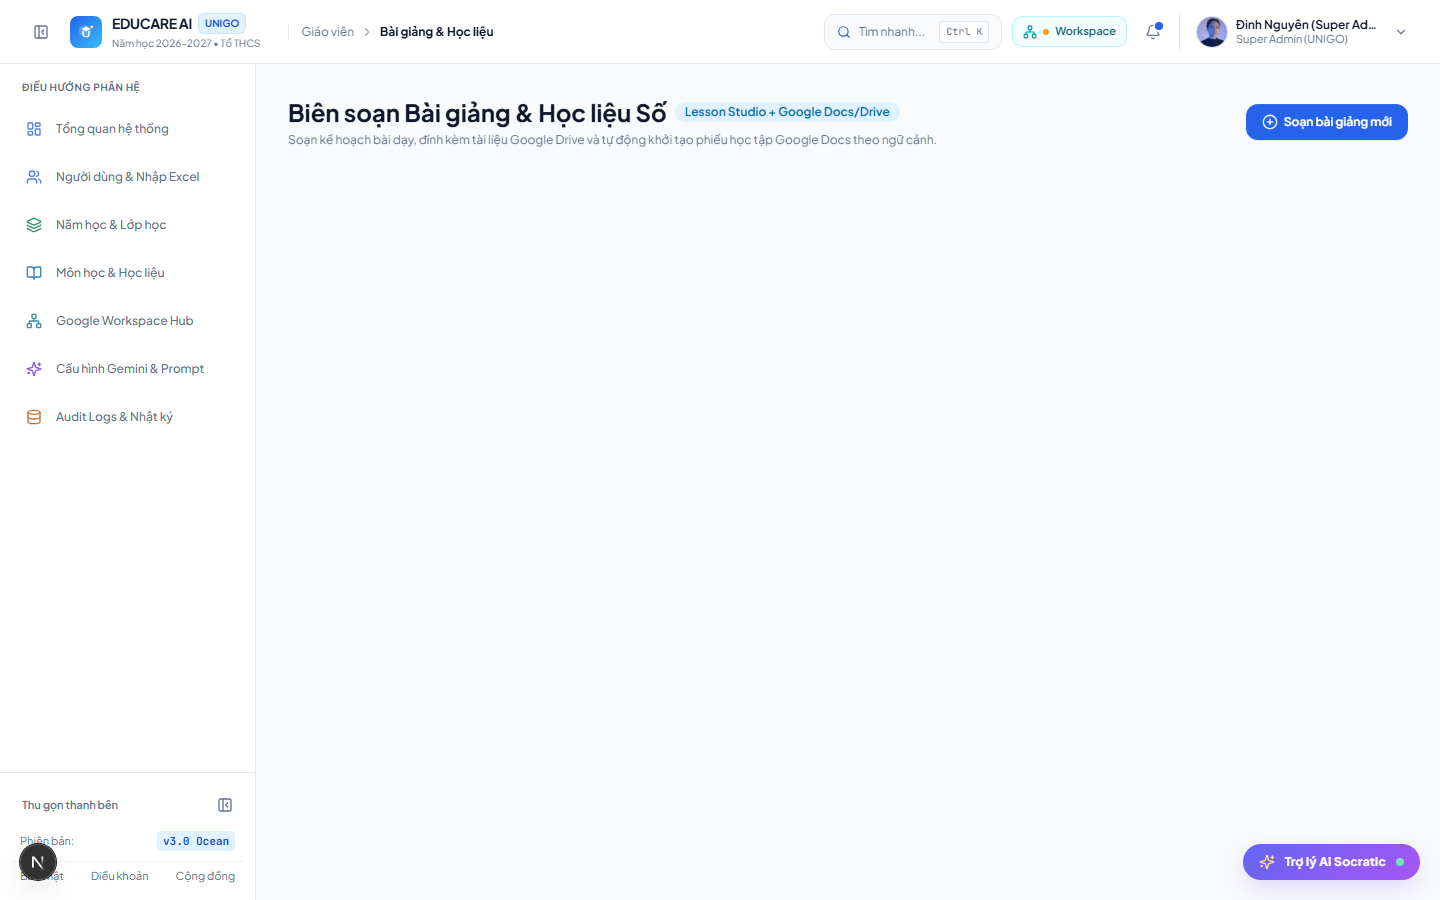 EDUCARE AI UNIGO
Năm học 2026-2027 • Tổ THCS
Giáo viên > Bài giảng & Học liệu
Tìm nhanh... Ctrl K
Workspace
Đinh Nguyên (Super Ad...
Super Admin (UNIGO)
ĐIỀU HƯỚNG PHÂN HỆ
Tổng quan hệ thống
Người dùng & Nhập Excel
Năm học & Lớp học
Môn học & Học liệu
Google Workspace Hub
Cấu hình Gemini & Prompt
Audit Logs & Nhật ký
Biên soạn Bài giảng & Học liệu Số Lesson Studio + Google Docs/Drive
Soạn kế hoạch bài dạy, đính kèm tài liệu Google Drive và tự động khởi tạo phiếu học tập Google Docs theo ngữ cảnh.
Soạn bài giảng mới
Thu gọn thanh bên
Phiên bản: v3.0 Ocean
N
Điều khoản Cộng đồng
Trợ lý AI Socratic